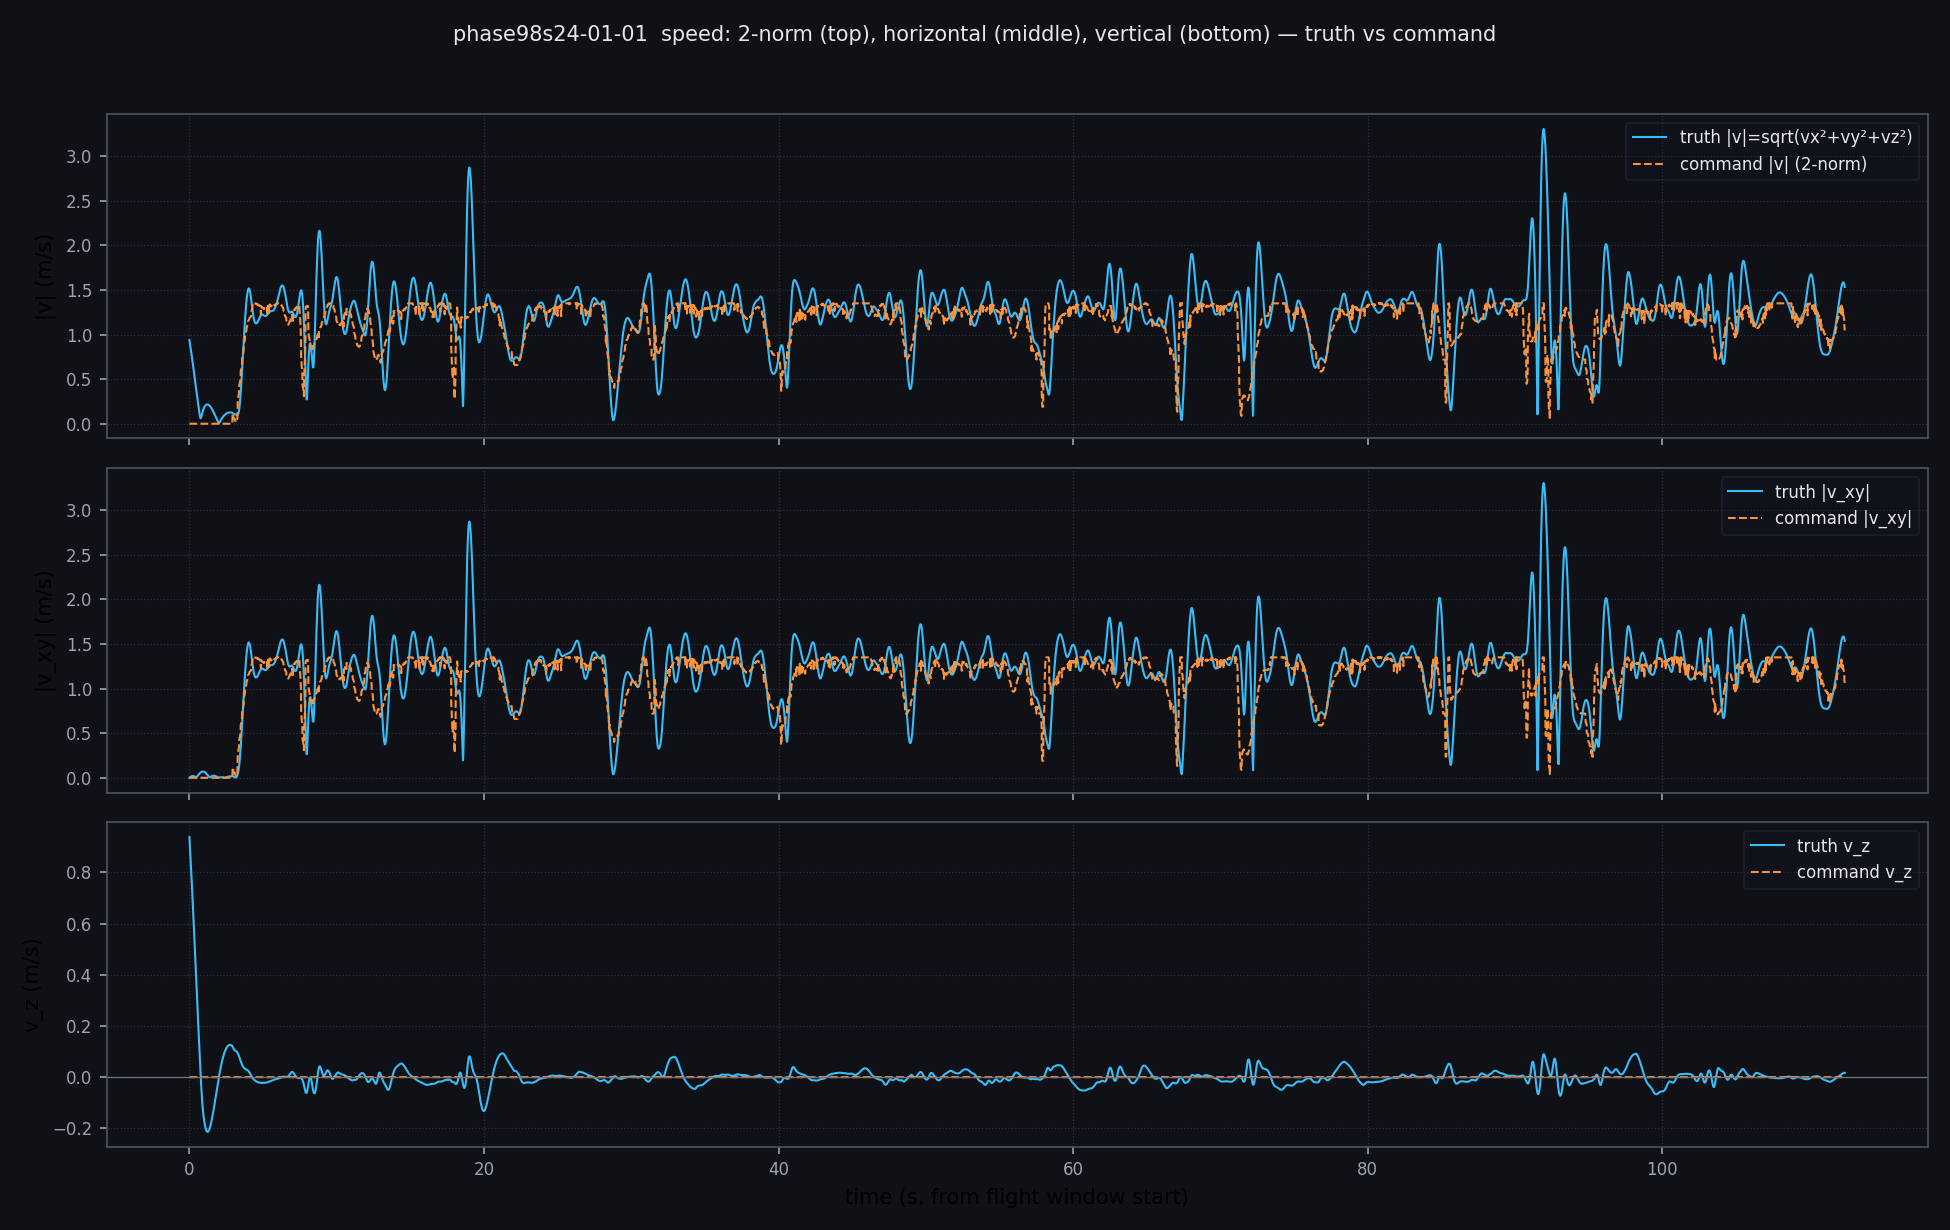 phase98s24-01-01  speed: 2-norm (top), horizontal (middle), vertical (bottom) — truth vs command
|v| (m/s)
3.0
2.5
2.0
1.5
1.0
0.5
0.0
truth |v|=sqrt(vx²+vy²+vz²)
command |v| (2-norm)
|v_xy| (m/s)
3.0
2.5
2.0
1.5
1.0
0.5
0.0
truth |v_xy|
command |v_xy|
v_z (m/s)
0.8
0.6
0.4
0.2
0.0
−0.2
truth v_z
command v_z
0 20 40 60 80 100
time (s, from flight window start)